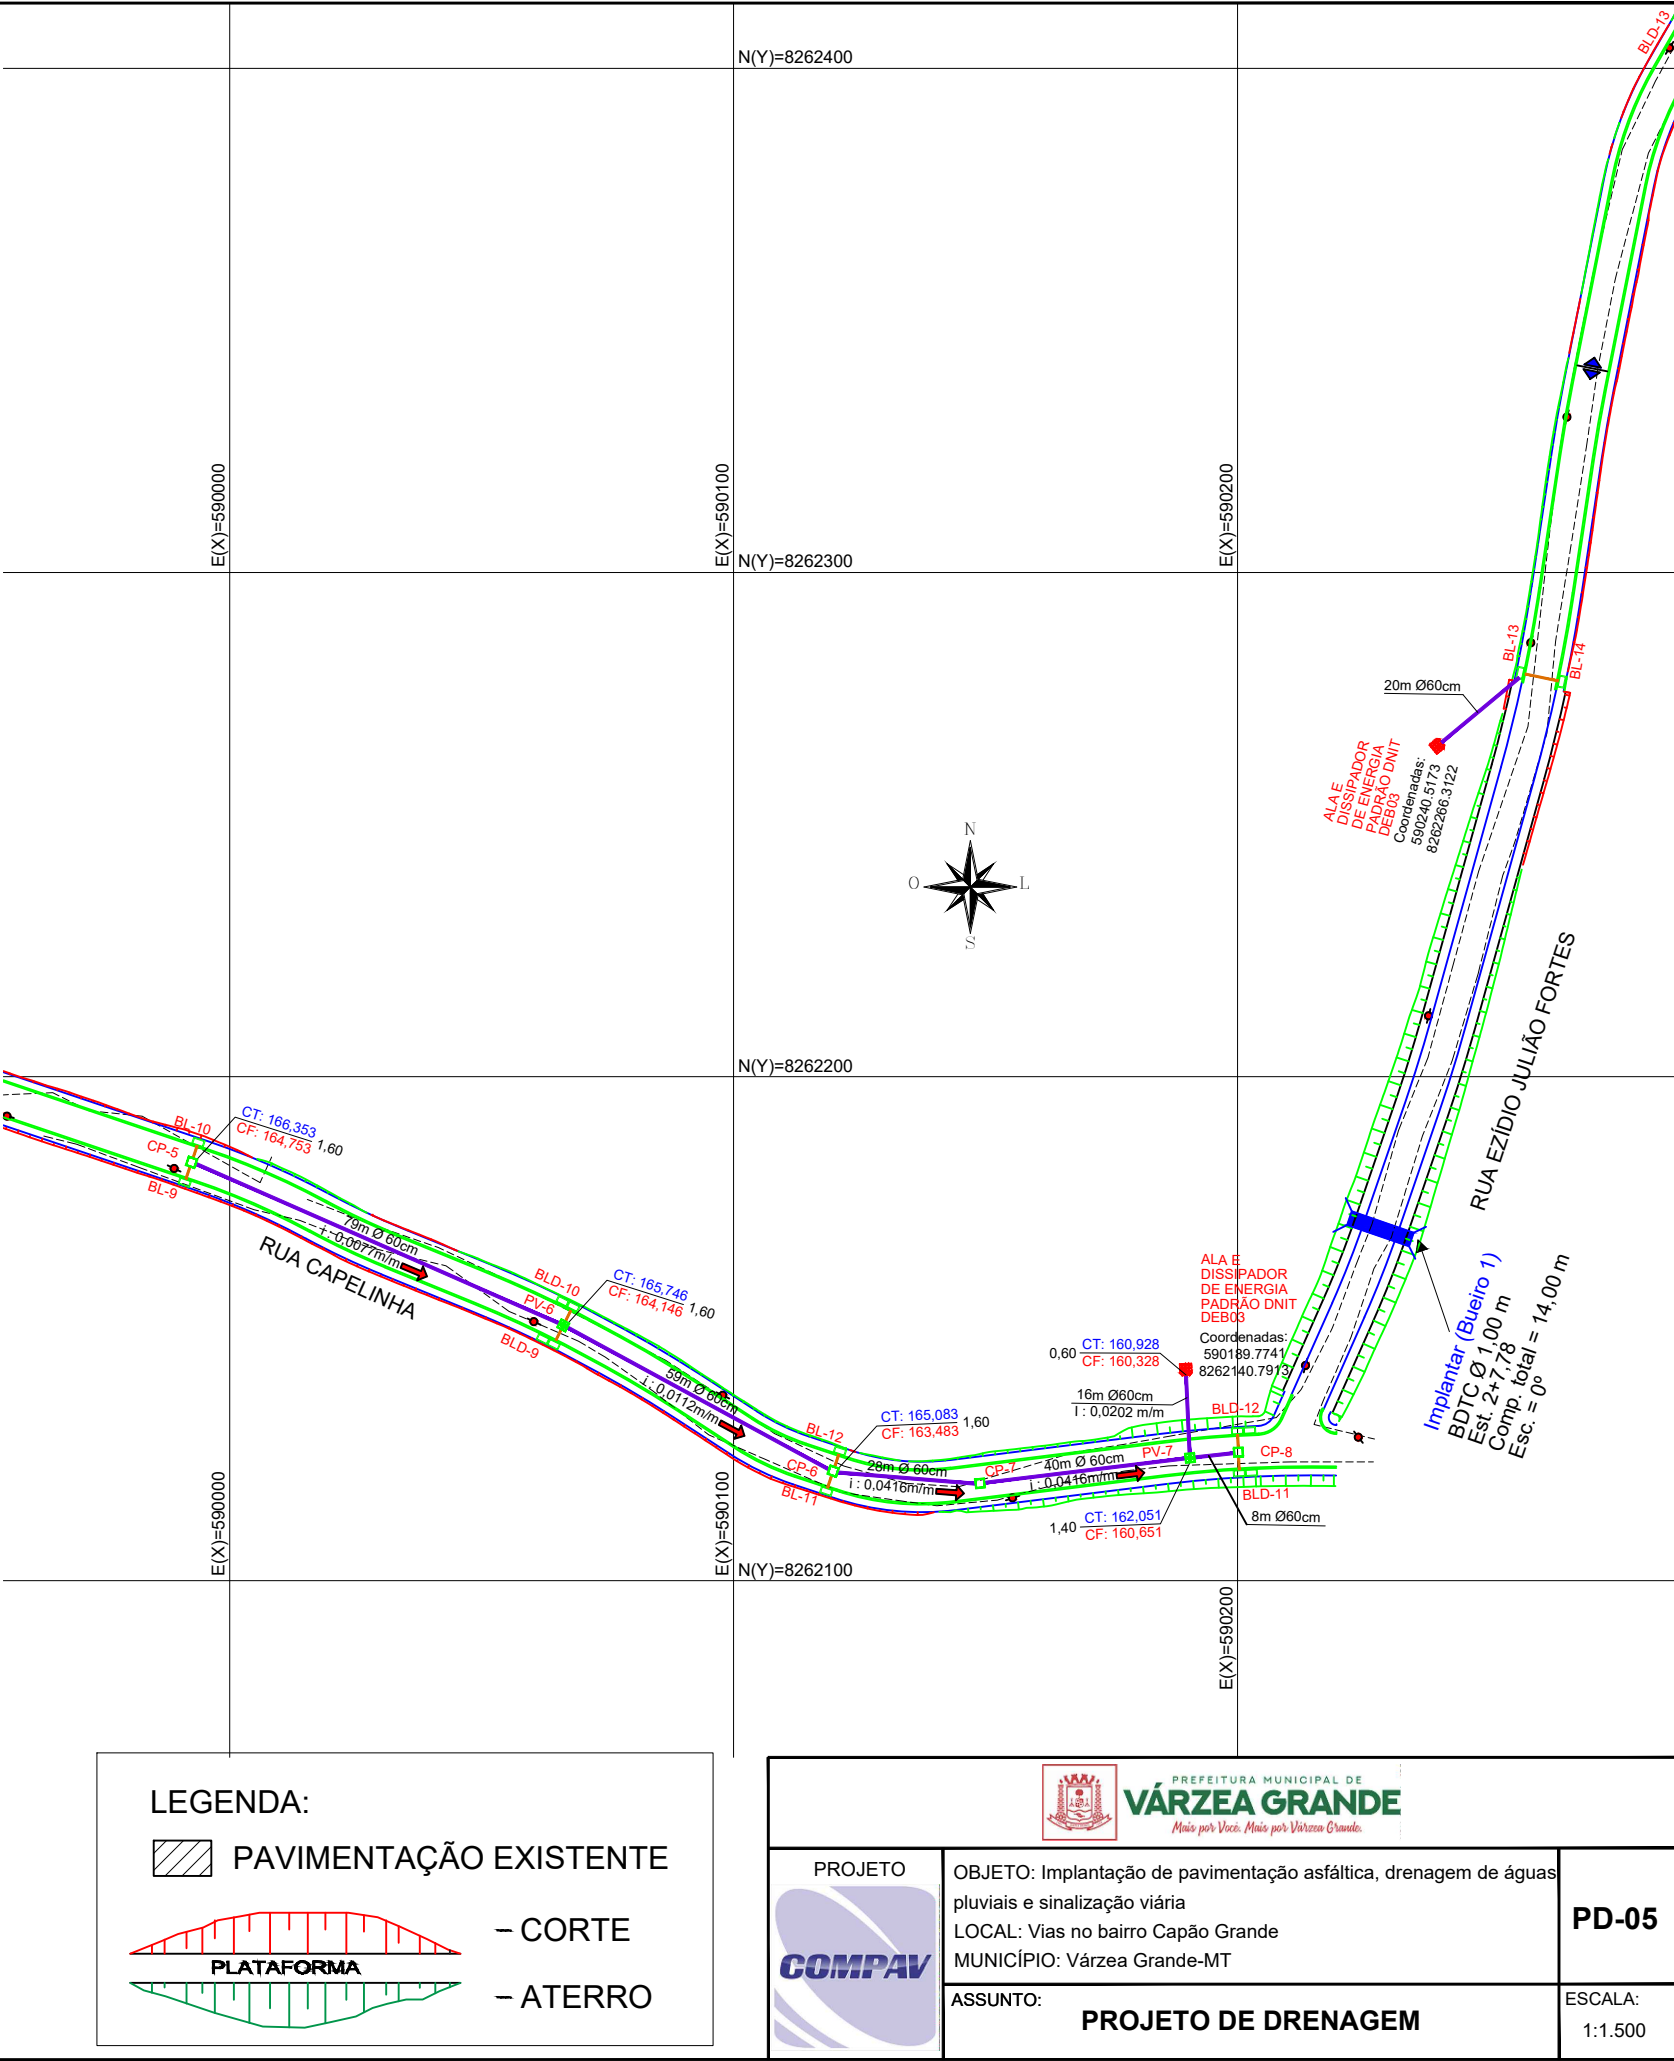 BLD-13
N(Y)=8262400
E(X)=590000
E(X)=590100
E(X)=590200
N(Y)=8262300
BL-13
BL-14
20m Ø60cm
ALA E
DISSIPADOR
DE ENERGIA
PADRÃO DNIT
DEB03
Coordenadas:
590240.5173
8262266.3122
N
O
L
S
RUA EZÍDIO JULIÃO FORTES
N(Y)=8262200
BL-10
CT: 166,353
CF: 164,753
1,60
CP-5
BL-9
79m Ø 60cm
i : 0,0077m/m
RUA CAPELINHA
BLD-10
CT: 165,746
CF: 164,146
1,60
PV-6
BLD-9
59m Ø 60cm
i : 0,0112m/m
ALA E
DISSIPADOR
DE ENERGIA
PADRÃO DNIT
DEB03
Coordenadas:
590189.7741
8262140.7913
0,60
CT: 160,928
CF: 160,328
16m Ø60cm
I : 0,0202 m/m
Implantar (Bueiro 1)
BDTC Ø 1,00 m
Est. 2+7,78
Comp. total = 14,00 m
Esc. = 0°
CT: 165,083
CF: 163,483
1,60
BL-12
BLD-12
CP-6
28m Ø 60cm
i : 0,0416m/m
CP-7
40m Ø 60cm
i : 0,0416m/m
PV-7
CP-8
BL-11
BLD-11
1,40
CT: 162,051
CF: 160,651
8m Ø60cm
E(X)=590000
E(X)=590100
N(Y)=8262100
E(X)=590200
LEGENDA:
PAVIMENTAÇÃO EXISTENTE
PLATAFORMA
– CORTE
– ATERRO
PREFEITURA MUNICIPAL DE
VÁRZEA GRANDE
Mais por Você. Mais por Várzea Grande.
PROJETO
COMPAV
OBJETO: Implantação de pavimentação asfáltica, drenagem de águas
pluviais e sinalização viária
LOCAL: Vias no bairro Capão Grande
MUNICÍPIO: Várzea Grande-MT
PD-05
ASSUNTO:
PROJETO DE DRENAGEM
ESCALA:
1:1.500